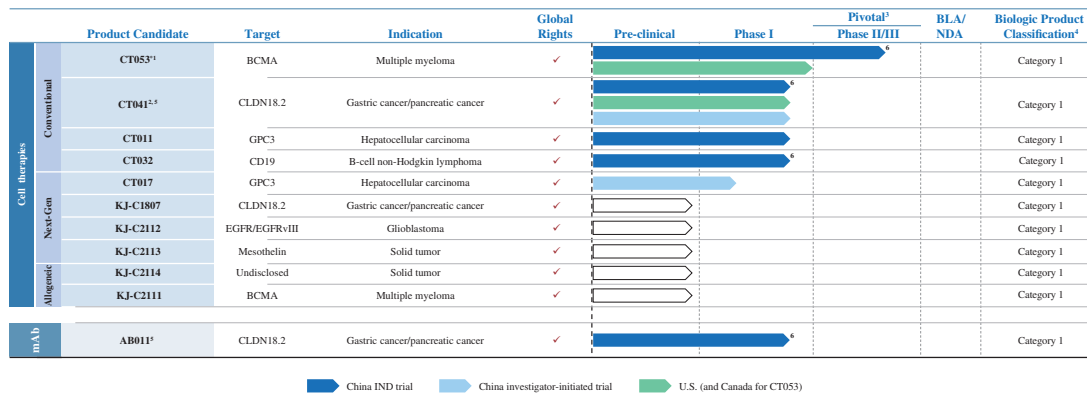 Product Candidate Target Indication Global Rights Pre-clinical Phase I Pivotal³ Phase II/III BLA/ NDA Biologic Product Classification⁴
Cell therapies
Conventional
CT053*¹ BCMA Multiple myeloma ✓ 6 Category 1
CT041²,⁵ CLDN18.2 Gastric cancer/pancreatic cancer ✓ 6 Category 1
CT011 GPC3 Hepatocellular carcinoma ✓ Category 1
CT032 CD19 B-cell non-Hodgkin lymphoma ✓ 6 Category 1
Next-Gen
CT017 GPC3 Hepatocellular carcinoma ✓ Category 1
KJ-C1807 CLDN18.2 Gastric cancer/pancreatic cancer ✓ Category 1
KJ-C2112 EGFR/EGFRvIII Glioblastoma ✓ Category 1
KJ-C2113 Mesothelin Solid tumor ✓ Category 1
Allogeneic
KJ-C2114 Undisclosed Solid tumor ✓ Category 1
KJ-C2111 BCMA Multiple myeloma ✓ Category 1
mAb
AB011⁵ CLDN18.2 Gastric cancer/pancreatic cancer ✓ 6 Category 1
China IND trial China investigator-initiated trial U.S. (and Canada for CT053)